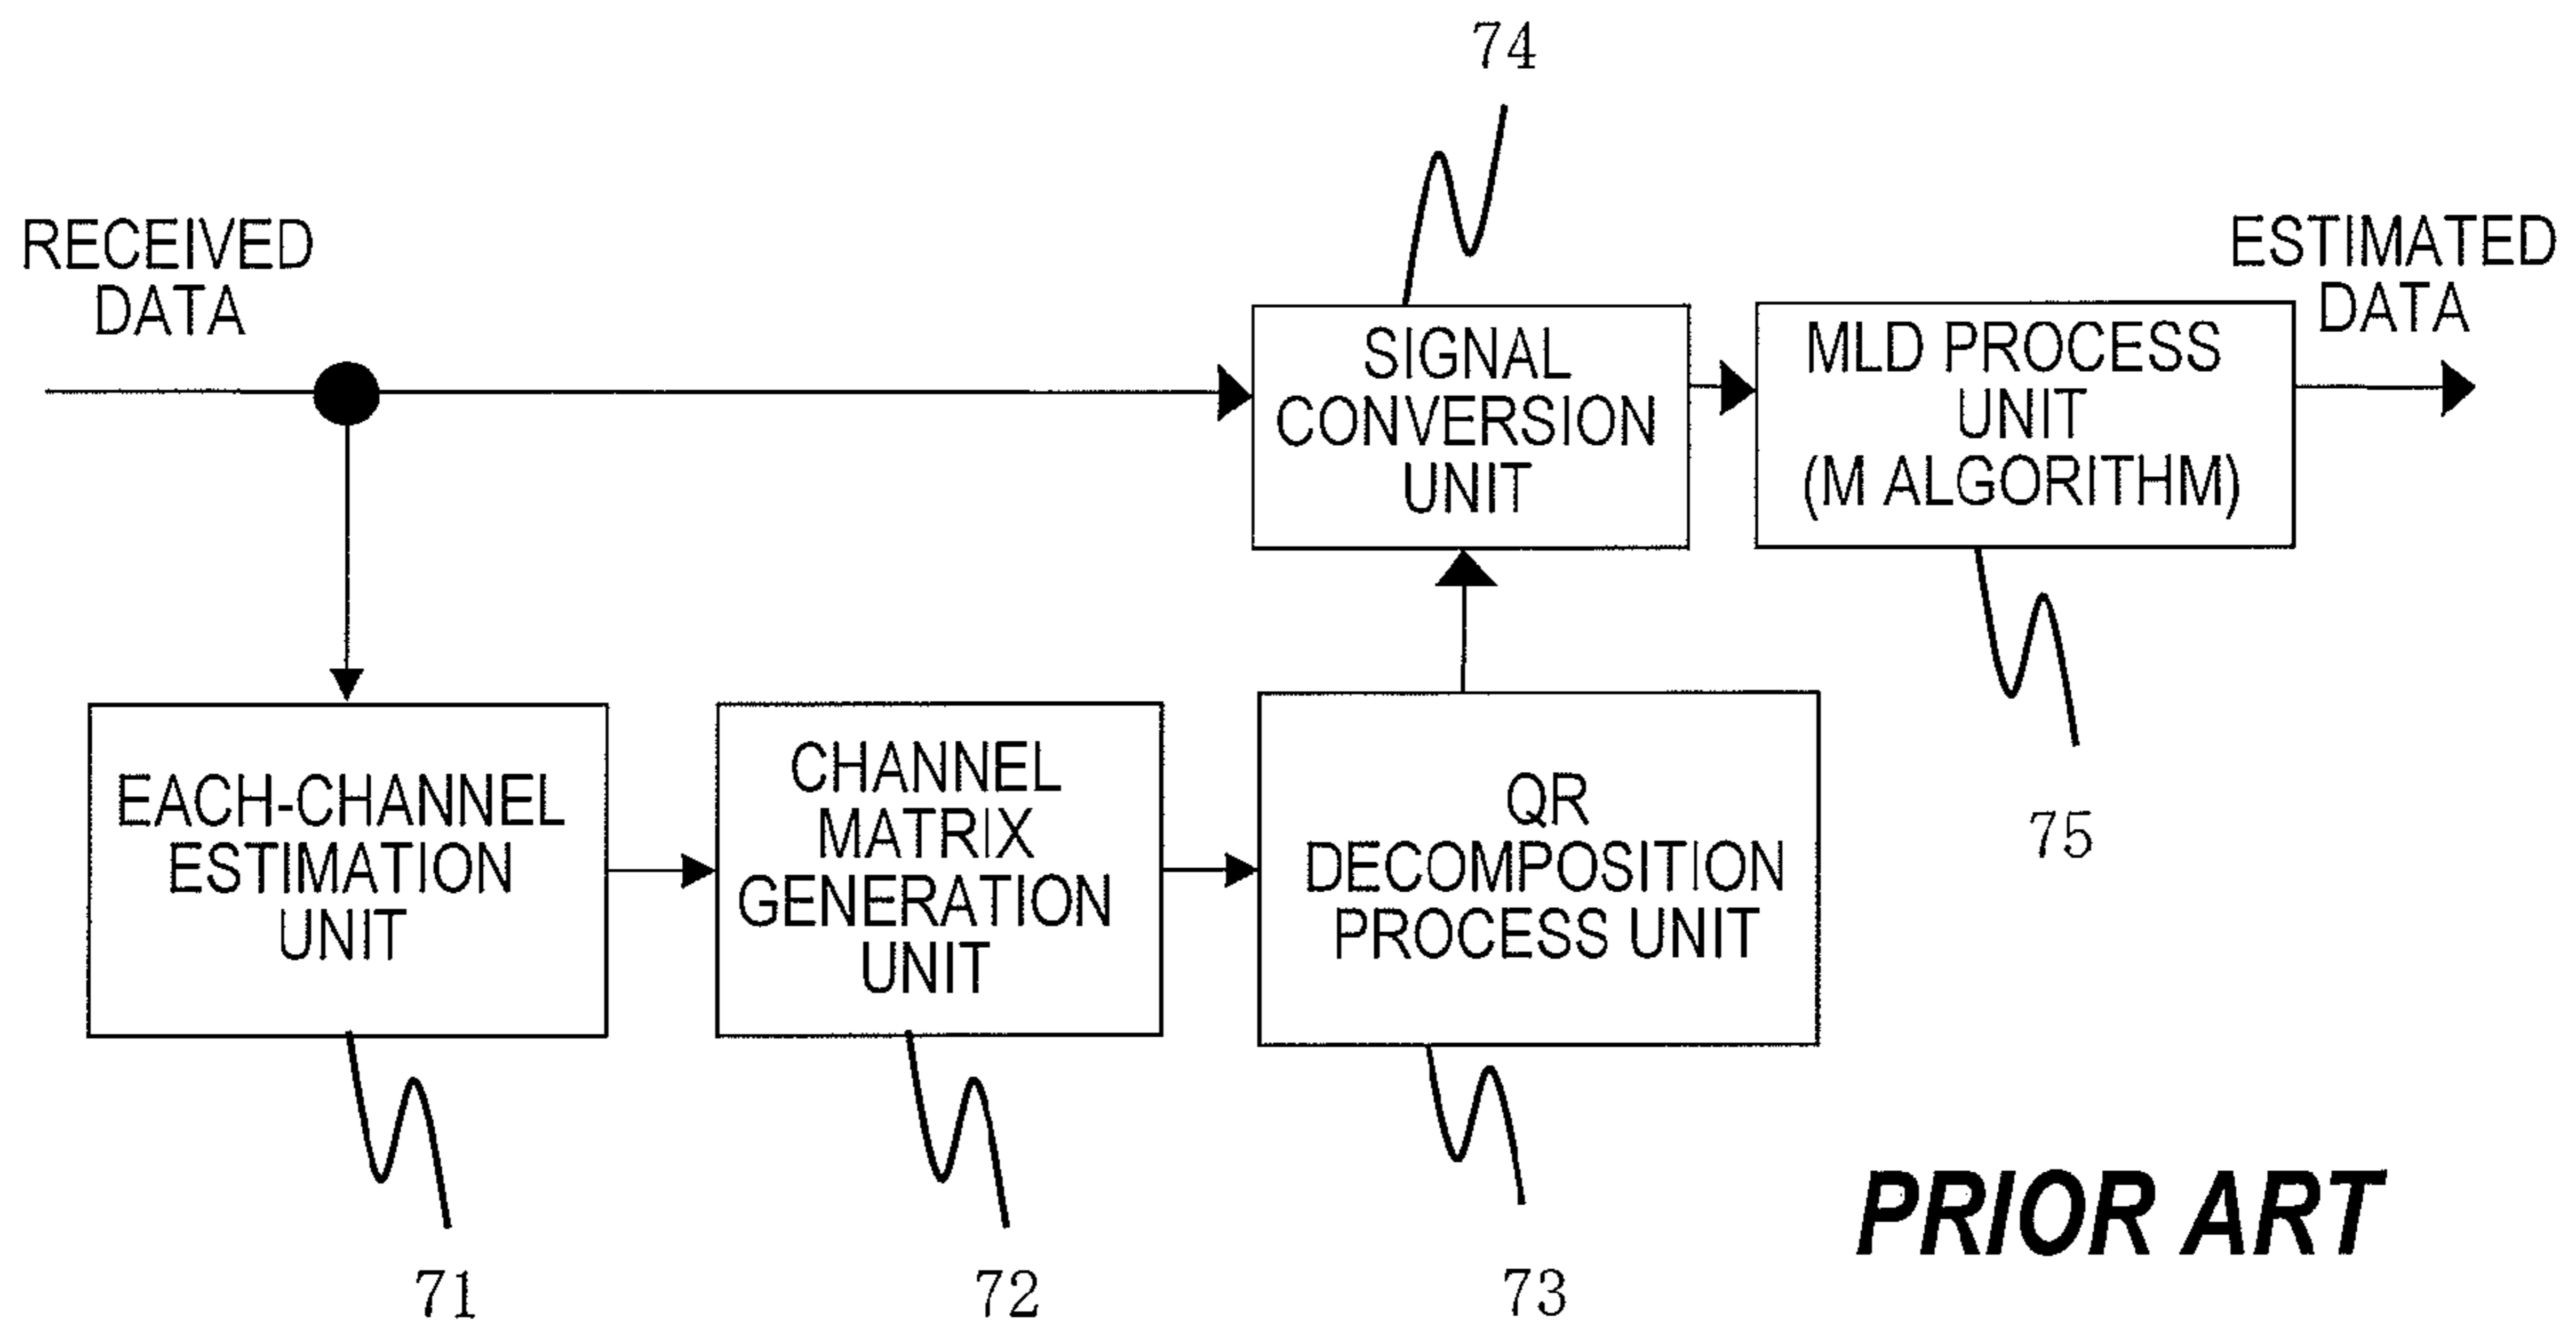 74
RECEIVED
DATA
SIGNAL
CONVERSION
UNIT
MLD PROCESS
UNIT
(M ALGORITHM)
ESTIMATED
DATA
EACH-CHANNEL
ESTIMATION
UNIT
CHANNEL
MATRIX
GENERATION
UNIT
QR
DECOMPOSITION
PROCESS UNIT
75
71
72
73
PRIOR ART